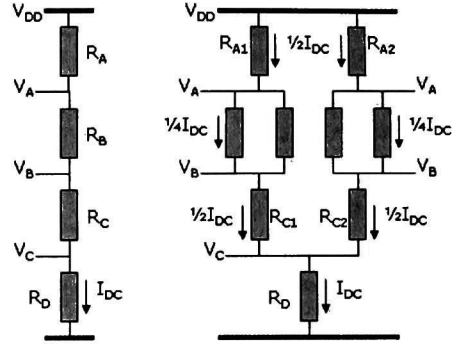 VDD
RA
VA
RB
VB
RC
VC
RD IDC
VDD
RA1 ½IDC RA2
VA VA
¼IDC ¼IDC
VB VB
½IDC RC1 RC2 ½IDC
VC
RD IDC